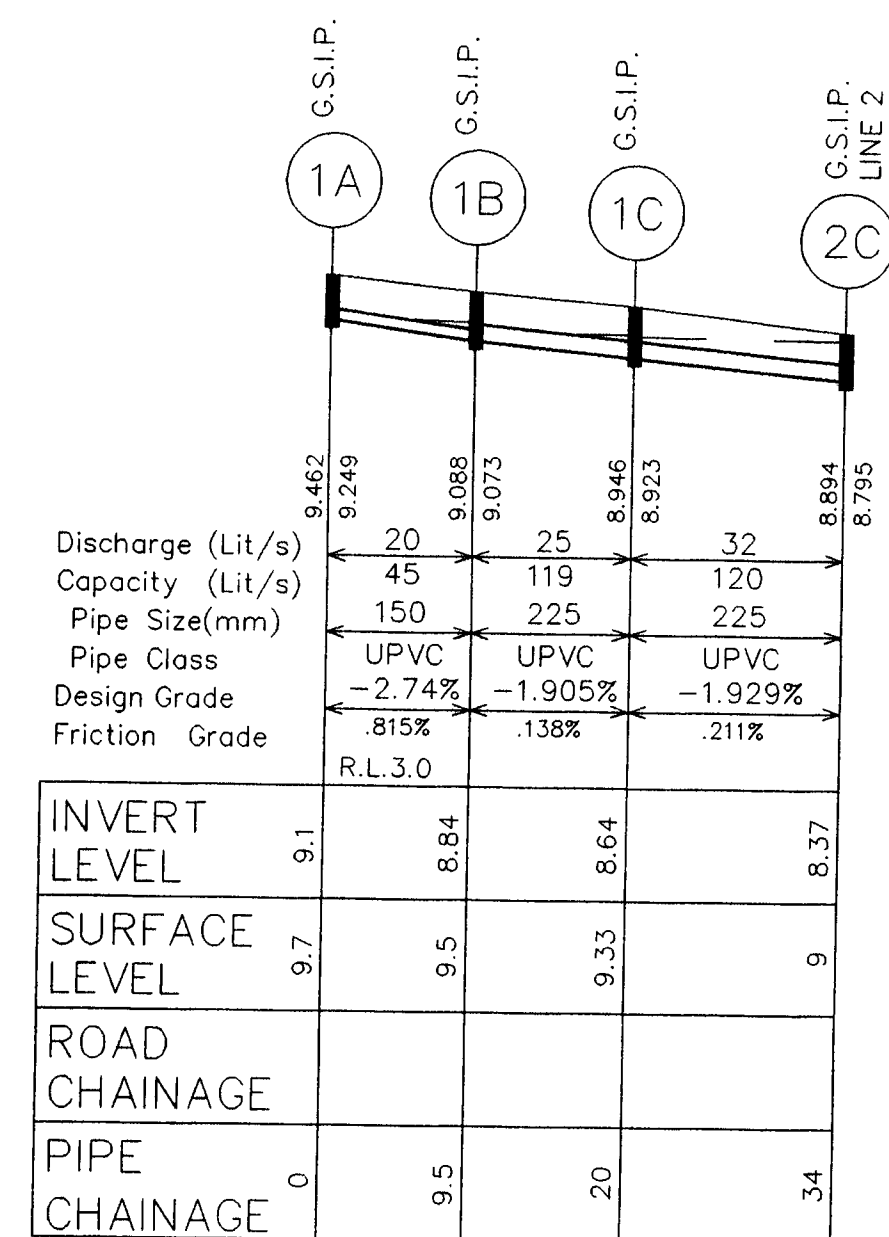 G.S.I.P.
G.S.I.P.
G.S.I.P.
G.S.I.P.
LINE 2
1A
1B
1C
2C
9.462
9.249
9.088
9.073
8.946
8.923
8.894
8.795
Discharge (Lit/s) 20 25 32
Capacity (Lit/s) 45 119 120
Pipe Size(mm) 150 225 225
Pipe Class UPVC UPVC UPVC
Design Grade -2.74% -1.905% -1.929%
Friction Grade .815% .138% .211%
R.L.3.0
INVERT
LEVEL 9.1 8.84 8.64 8.37
SURFACE
LEVEL 9.7 9.5 9.33 9
ROAD
CHAINAGE
PIPE
CHAINAGE 0 9.5 20 34